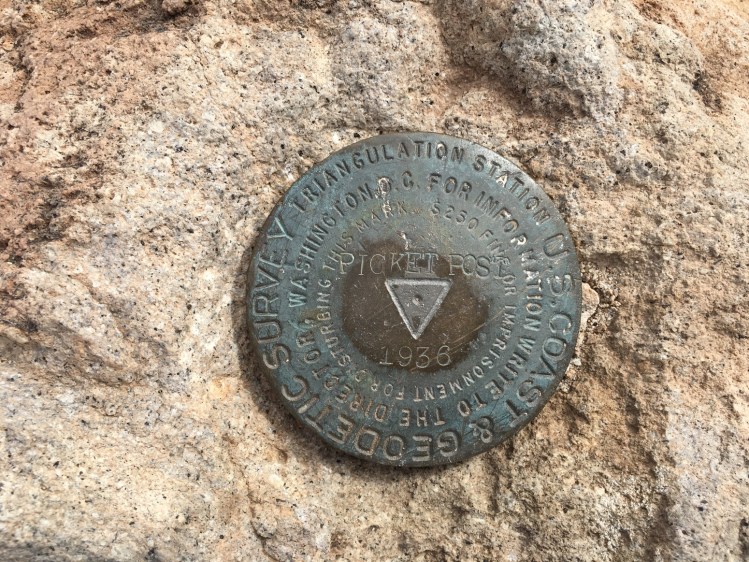 U.S. COAST & GEODETIC SURVEY
TRIANGULATION STATION
FOR INFORMATION WRITE TO THE DIRECTOR, WASHINGTON, D.C.
$250 FINE OR IMPRISONMENT FOR DISTURBING THIS MARK.
PICKET POST
1936